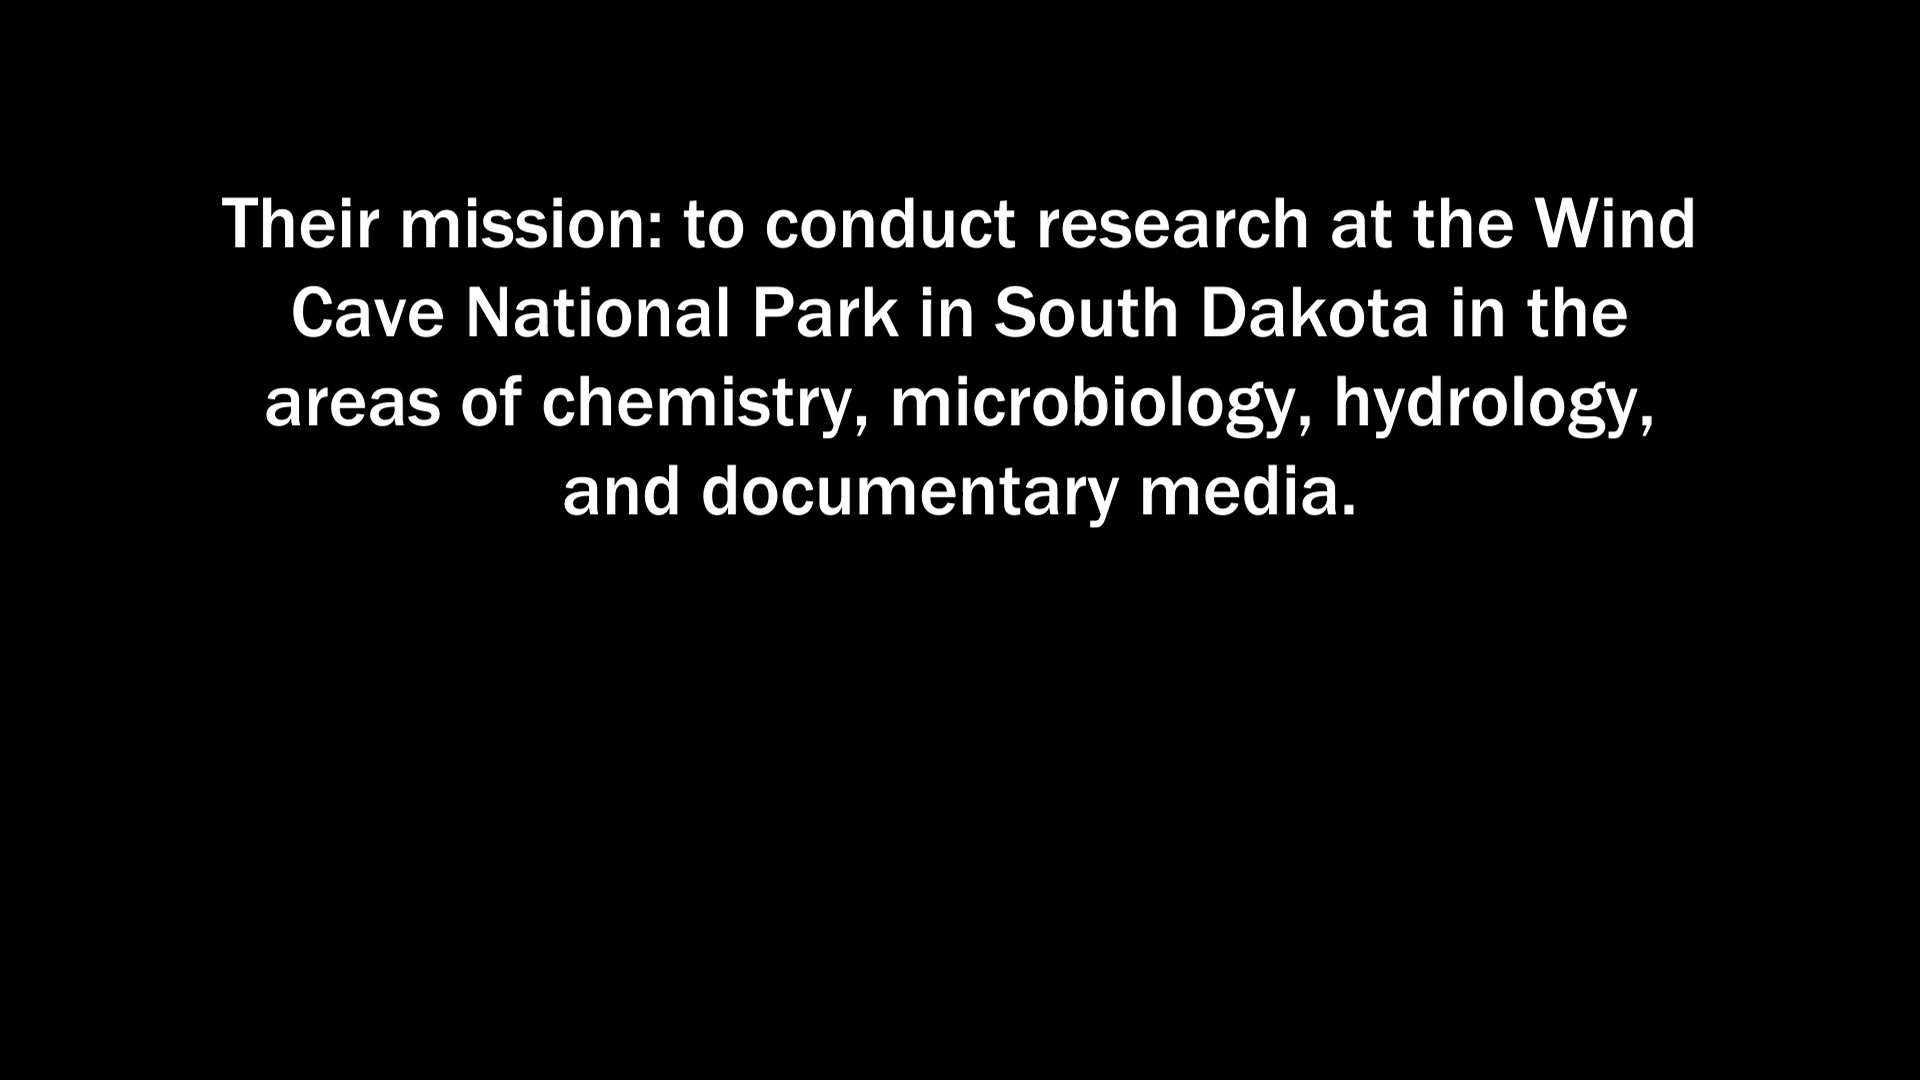 Their mission: to conduct research at the Wind
Cave National Park in South Dakota in the
areas of chemistry, microbiology, hydrology,
and documentary media.